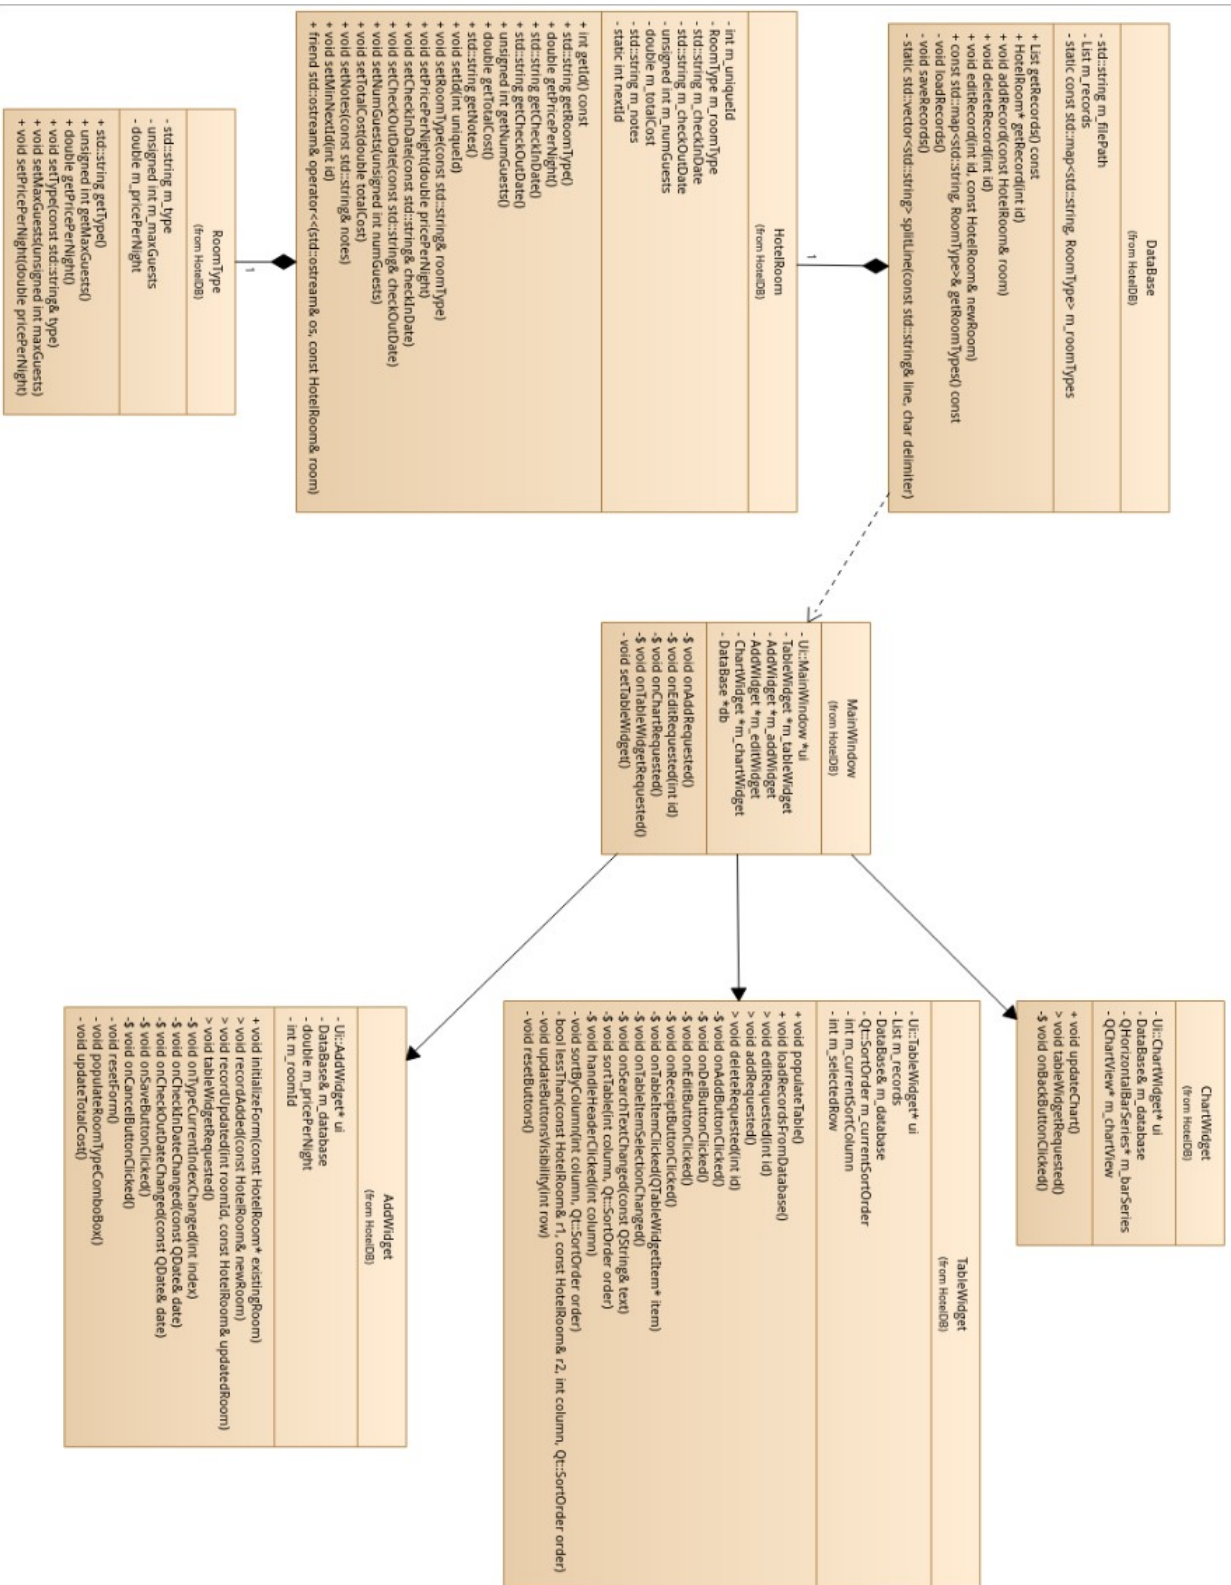 DataBase
(from HotelDB)
- std::string m_filePath
- List m_records
- static const std::map<std::string, RoomType> m_roomTypes
+ List getRecords() const
+ HotelRoom* getRecord(int id)
+ void addRecord(const HotelRoom& room)
+ void deleteRecord(int id)
+ void editRecord(int id, const HotelRoom& newRoom)
+ const std::map<std::string, RoomType>& getRoomTypes() const
- void loadRecords()
- void saveRecords()
- static std::vector<std::string> splitLine(const std::string& line, char delimiter)
1
HotelRoom
(from HotelDB)
- int m_uniqueId
- RoomType m_roomType
- std::string m_checkInDate
- std::string m_checkOutDate
- unsigned int m_numGuests
- double m_totalCost
- std::string m_notes
- static int nextId
+ int getId() const
+ std::string getRoomType()
+ double getPricePerNight()
+ std::string getCheckInDate()
+ std::string getCheckOutDate()
+ unsigned int getNumGuests()
+ double getTotalCost()
+ std::string getNotes()
+ void setId(int uniqueId)
+ void setRoomType(const std::string& roomType)
+ void setPricePerNight(double pricePerNight)
+ void setCheckInDate(const std::string& checkInDate)
+ void setCheckOutDate(const std::string& checkOutDate)
+ void setNumGuests(unsigned int numGuests)
+ void setTotalCost(double totalCost)
+ void setNotes(const std::string& notes)
+ void setMinNextId(int id)
+ friend std::ostream& operator<<(std::ostream& os, const HotelRoom& room)
1
RoomType
(from HotelDB)
- std::string m_type
- unsigned int m_maxGuests
- double m_pricePerNight
+ std::string getType()
+ unsigned int getMaxGuests()
+ double getPricePerNight()
+ void setType(const std::string& type)
+ void setMaxGuests(unsigned int maxGuests)
+ void setPricePerNight(double pricePerNight)
MainWindow
(from HotelDB)
- Ui::MainWindow *ui
- TableWidget *m_tableWidget
- AddWidget *m_addWidget
- AddWidget *m_editWidget
- ChartWidget *m_chartWidget
- DataBase *db
-$ void onAddRequested()
-$ void onEditRequested(int id)
-$ void onChartRequested()
-$ void onTableWidgetRequested()
- void setTableWidget()
ChartWidget
(from HotelDB)
- Ui::ChartWidget* ui
- DataBase& m_database
- QHorizontalBarSeries* m_barSeries
- QChartView* m_chartView
+ void updateChart()
> void tableWidgetRequested()
-$ void onBackButtonClicked()
TableWidget
(from HotelDB)
- Ui::TableWidget* ui
- List m_records
- DataBase& m_database
- Qt::SortOrder m_currentSortOrder
- int m_currentSortColumn
- int m_selectedRow
+ void populateTable()
+ void loadRecordsFromDatabase()
> void editRequested(int id)
> void addRequested()
> void deleteRequested(int id)
-$ void onAddButtonClicked()
-$ void onDelButtonClicked()
-$ void onEditButtonClicked()
-$ void onReceiptButtonClicked()
-$ void onTableItemClicked(QTableWidgetItem* item)
-$ void onTableItemSelectionChanged()
-$ void onSearchTextChanged(const QString& text)
-$ void sortTable(int column, Qt::SortOrder order)
-$ void handleHeaderClicked(int column)
- void sortByColumn(int column, Qt::SortOrder order)
- bool lessThan(const HotelRoom& r1, const HotelRoom& r2, int column, Qt::SortOrder order)
- void updateButtonsVisibility(int row)
- void resetButtons()
AddWidget
(from HotelDB)
- Ui::AddWidget* ui
- DataBase& m_database
- double m_pricePerNight
- int m_roomId
+ void initializeForm(const HotelRoom* existingRoom)
> void recordAdded(const HotelRoom& newRoom)
> void recordUpdated(int roomId, const HotelRoom& updatedRoom)
> void tableWidgetRequested()
-$ void onTypeCurrentIndexChanged(int index)
-$ void onCheckInDateChanged(const QDate& date)
-$ void onCheckOutDateChanged(const QDate& date)
-$ void onSaveButtonClicked()
-$ void onCancelButtonClicked()
- void resetForm()
- void populateRoomTypeComboBox()
- void updateTotalCost()